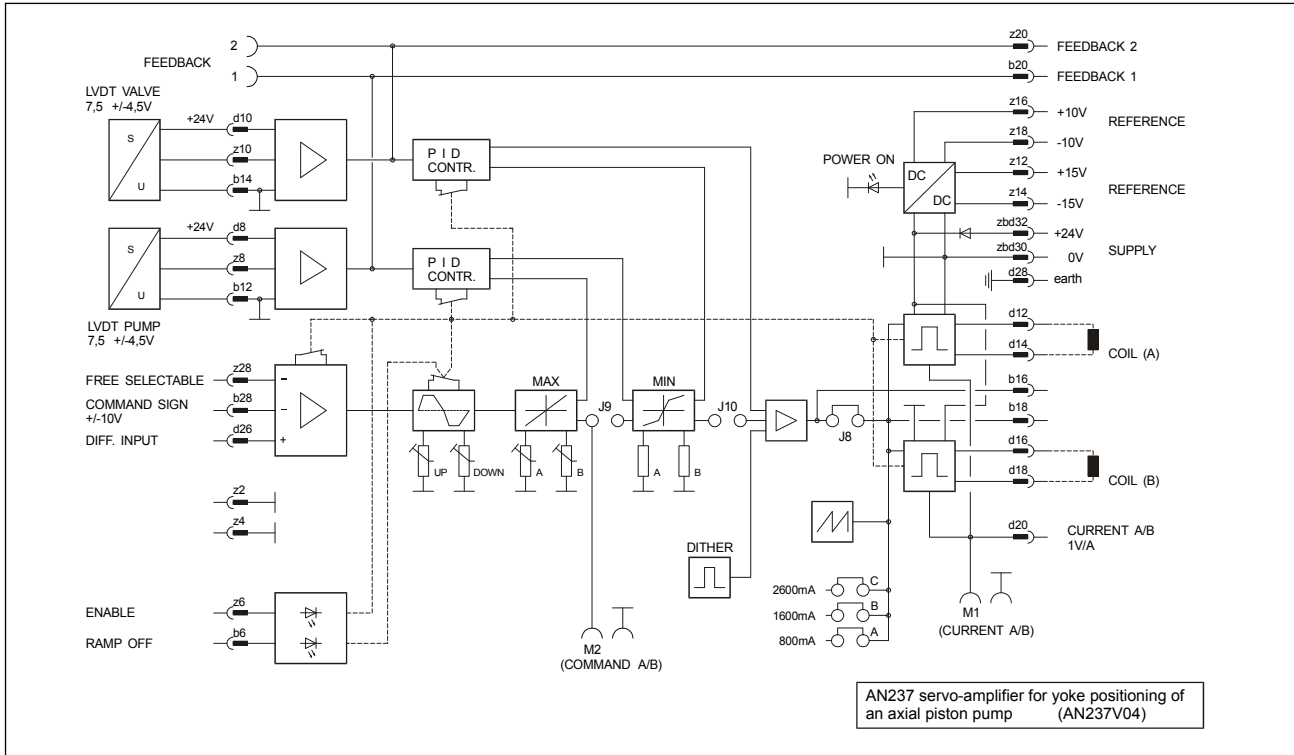 2
FEEDBACK
1
z20
FEEDBACK 2
b20
FEEDBACK 1
LVDT VALVE
7,5 +/-4,5V
+24V
d10
z10
b14
S
U
P I D
CONTR.
z16
+10V
REFERENCE
z18
-10V
POWER ON
DC
DC
z12
+15V
REFERENCE
z14
-15V
zbd32
+24V
SUPPLY
zbd30
0V
d28
earth
+24V
d8
z8
b12
S
U
LVDT PUMP
7,5 +/-4,5V
P I D
CONTR.
d12
d14
COIL (A)
b16
b18
d16
d18
COIL (B)
d20
CURRENT A/B
1V/A
FREE SELECTABLE
z28
−
COMMAND SIGN
+/-10V
b28
−
DIFF. INPUT
d26
+
MAX
MIN
J9
J10
J8
UP
DOWN
A
B
A
B
z2
z4
DITHER
ENABLE
z6
RAMP OFF
b6
M2
(COMMAND A/B)
2600mA
C
1600mA
B
800mA
A
M1
(CURRENT A/B)
AN237 servo-amplifier for yoke positioning of
an axial piston pump (AN237V04)